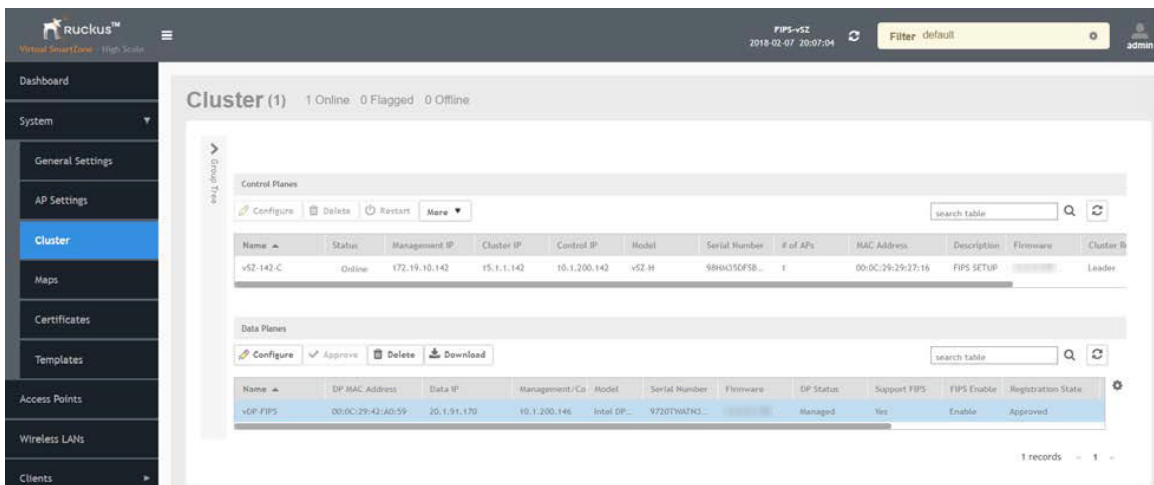 Ruckus™
Virtual SmartZone - High Scale
FIPS-vSZ
2018-02-07 20:07:04
Filter default
admin
Dashboard
System
General Settings
AP Settings
Cluster
Maps
Certificates
Templates
Access Points
Wireless LANs
Clients
Cluster (1) 1 Online 0 Flagged 0 Offline
Group Tree
Control Planes
Configure Delete Restart More
search table
Name Status Management IP Cluster IP Control IP Model Serial Number # of APs MAC Address Description Firmware Cluster
vSZ-142-C Online 172.19.10.142 15.1.1.142 10.1.200.142 vSZ-H 1 00:0C:29:29:27:16 FIPS SETUP Leader
Data Planes
Configure Approve Delete Download
search table
Name DP MAC Address Data IP Management/Co Model Serial Number Firmware DP Status Support FIPS FIPS Enable Registration State
vDP-FIPS 00:0C:29:42:A0:59 20.1.91.170 10.1.200.146 Intel DP... Managed Yes Enable Approved
1 records 1